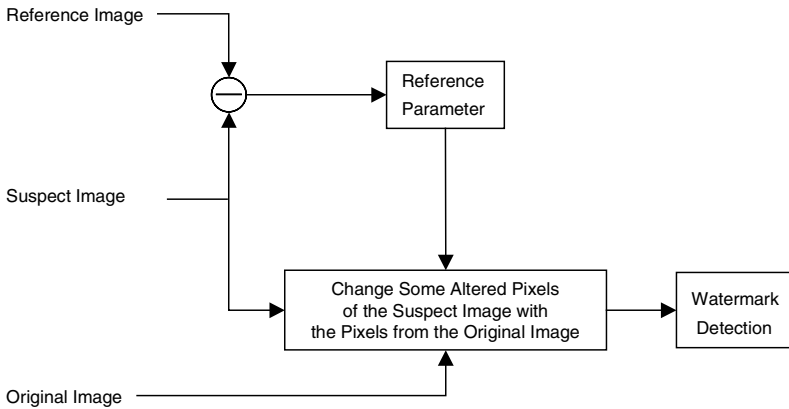 Reference Image
Reference
Parameter
Suspect Image
Change Some Altered Pixels
of the Suspect Image with
the Pixels from the Original Image
Watermark
Detection
Original Image